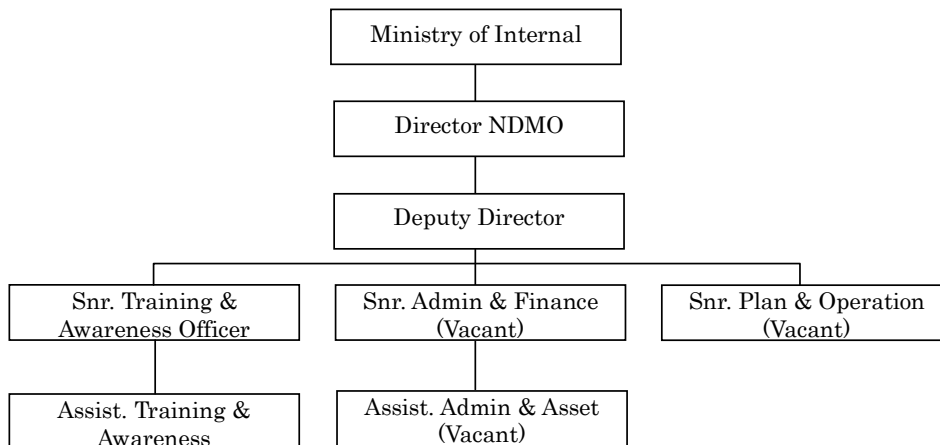 Ministry of Internal
Director NDMO
Deputy Director
Snr. Training &
Awareness Officer
Snr. Admin & Finance
(Vacant)
Snr. Plan & Operation
(Vacant)
Assist. Training &
Awareness
Assist. Admin & Asset
(Vacant)